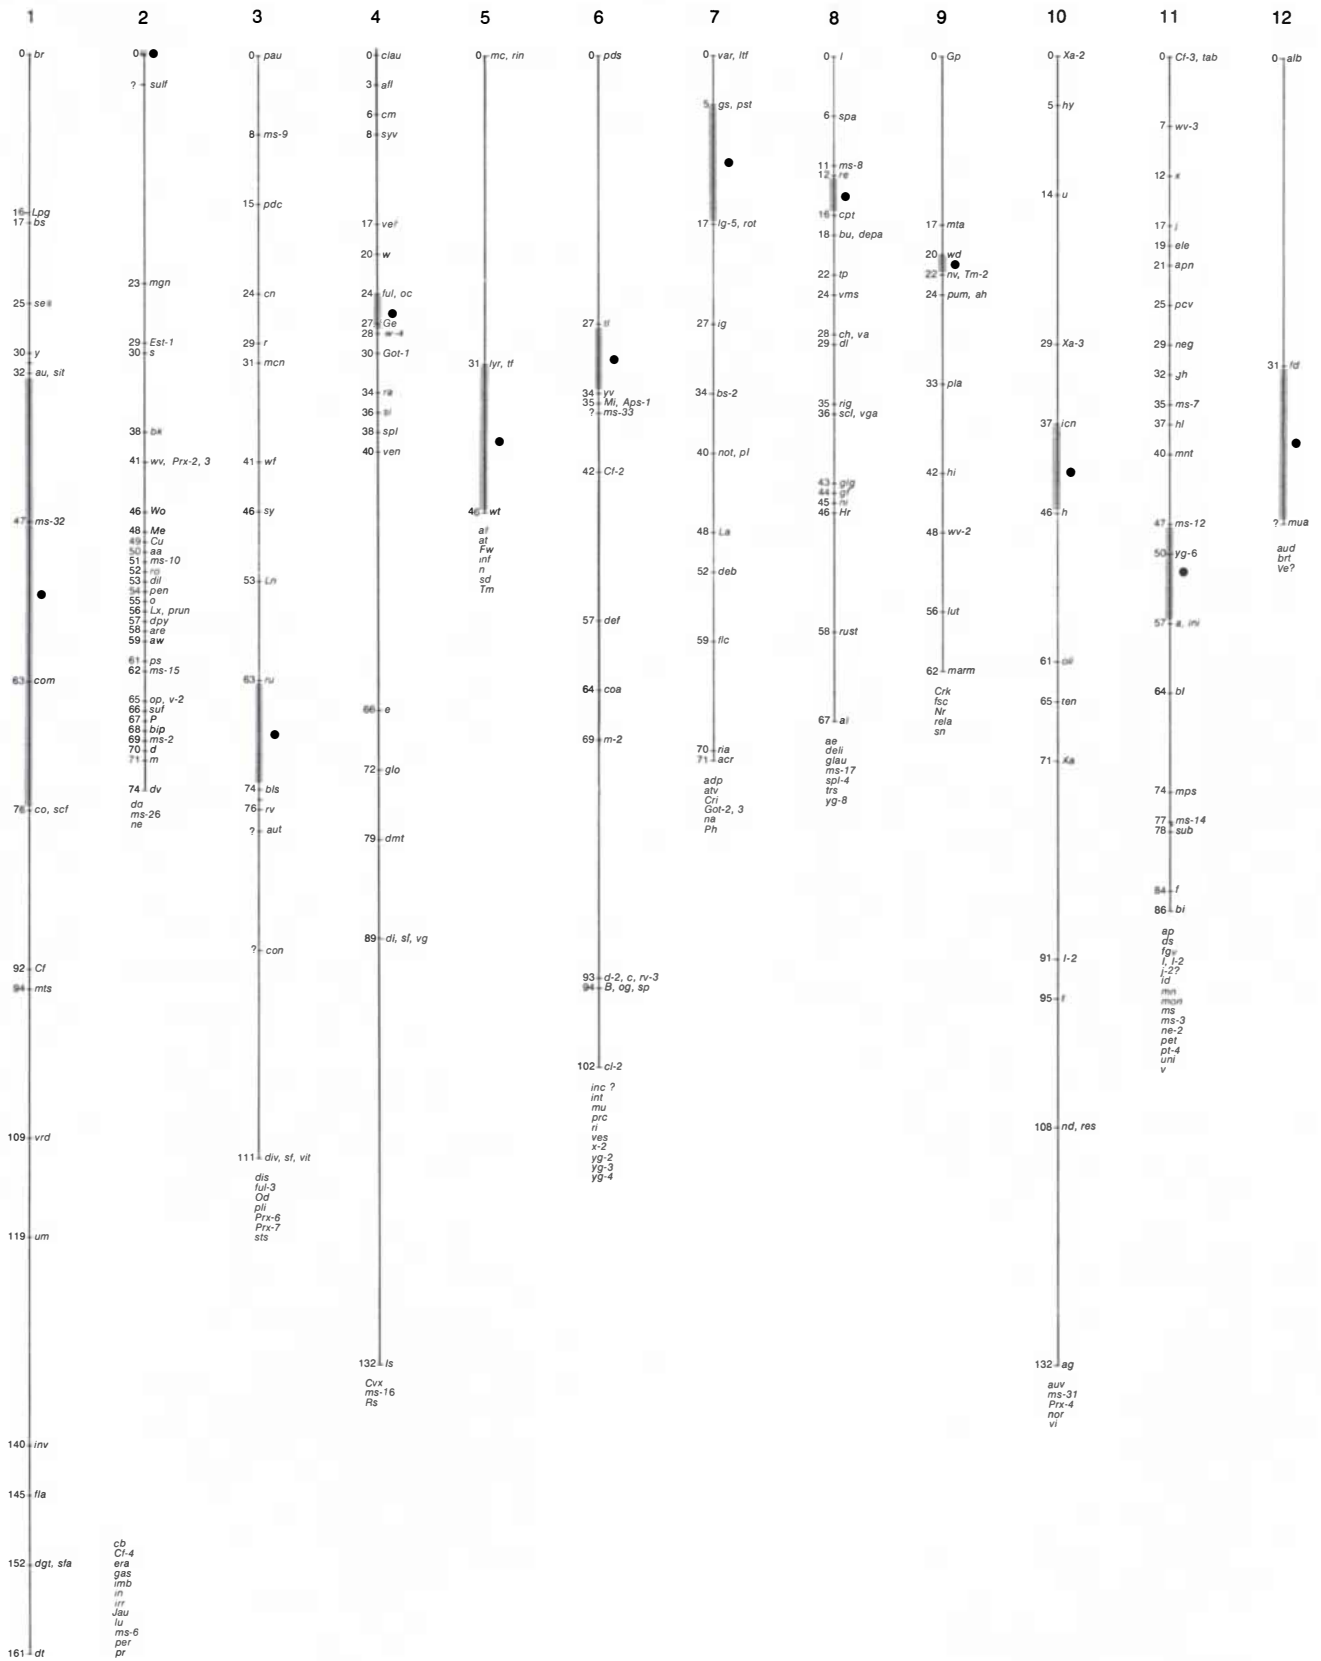 1 2 3 4 5 6 7 8 9 10 11 12
0 br
16 Lpg
17 bs
25
30 y
32 au, sit
47 ms-32
63 com
76 co, scf
92 Cf
94 mts
109 vrd
119 um
140 inv
145 fla
152 dgt, sfa
161 dt
cb
Cf-4
era
gas
imb
in
irr
Jau
lu
ms-6
per
pr
0
? sulf
23 mgn
29 Est-1
30 s
38 bk
41 wv, Prx-2, 3
46 Wo
48 Me
49 Cu
50 aa
51 ms-10
52 ro
53 dil
54 pen
55 o
56 Lx, prun
57 dpy
58 are
59 aw
61 ps
62 ms-15
65 op, v-2
66 suf
67 P
68 bip
69 ms-2
70 d
71 m
74 dv
da
ms-26
ne
0 pau
8 ms-9
15 pdc
24 cn
29 r
31 mcn
41 wf
46 sy
53 Ln
63 ru
74 bls
76 rv
? aut
? con
111 div, sf, vit
dis
ful-3
Od
pli
Prx-6
Prx-7
sts
0 clau
3 afl
6 cm
8 syv
17 ver
20 w
24 ful, oc
27 Ge
28
30 Got-1
34 ra
36
38 spl
40 ven
66 e
72 glo
79 dmt
89 di, sf, vg
132 ls
Cvx
ms-16
Rs
0 mc, rin
31 lyr, tf
46 wt
af
at
Fw
inf
n
sd
Tm
0 pds
27 tl
34 yv
35 Mi, Aps-1
? ms-33
42 Cf-2
57 def
64 coa
69 m-2
93 d-2, c, rv-3
94 B, og, sp
102 cl-2
inc ?
int
mu
prc
ri
ves
x-2
yg-2
yg-3
yg-4
0 var, ltf
5 gs, pst
17 lg-5, rot
27 ig
34 bs-2
40 not, pl
48 La
52 deb
59 flc
70 ria
71 acr
adp
atv
Cri
Got-2, 3
na
Ph
0 l
6 spa
11 ms-8
12 re
16 cpt
18 bu, depa
22 tp
24 vms
28 ch, va
29 dl
35 rig
36 scl, vga
43 glg
44 gf
45 ni
46 Hr
58 rust
67 al
ae
deli
glau
ms-17
spl-4
trs
yg-8
0 Gp
17 mta
20 wd
22 nv, Tm-2
24 pum, ah
33 pla
42 hi
48 wv-2
56 lut
62 marm
Crk
fsc
Nr
rela
sn
0 Xa-2
5 hy
14 u
29 Xa-3
37 icn
46 h
61
65 ten
71 Xa
91 l-2
95
108 nd, res
132 ag
auv
ms-31
Prx-4
nor
vi
0 Cf-3, tab
7 wv-3
12
17 j
19 ele
21 apn
25 pcv
29 neg
32 gh
35 ms-7
37 hl
40 mnt
47 ms-12
50 yg-6
57 a, ini
64 bl
74 mps
77 ms-14
78 sub
84 f
86 bi
ap
ds
fgv
I, I-2
j-2?
id
mn
mon
ms
ms-3
ne-2
pet
pt-4
uni
v
0 alb
31 fd
? mua
aud
brt
Ve?